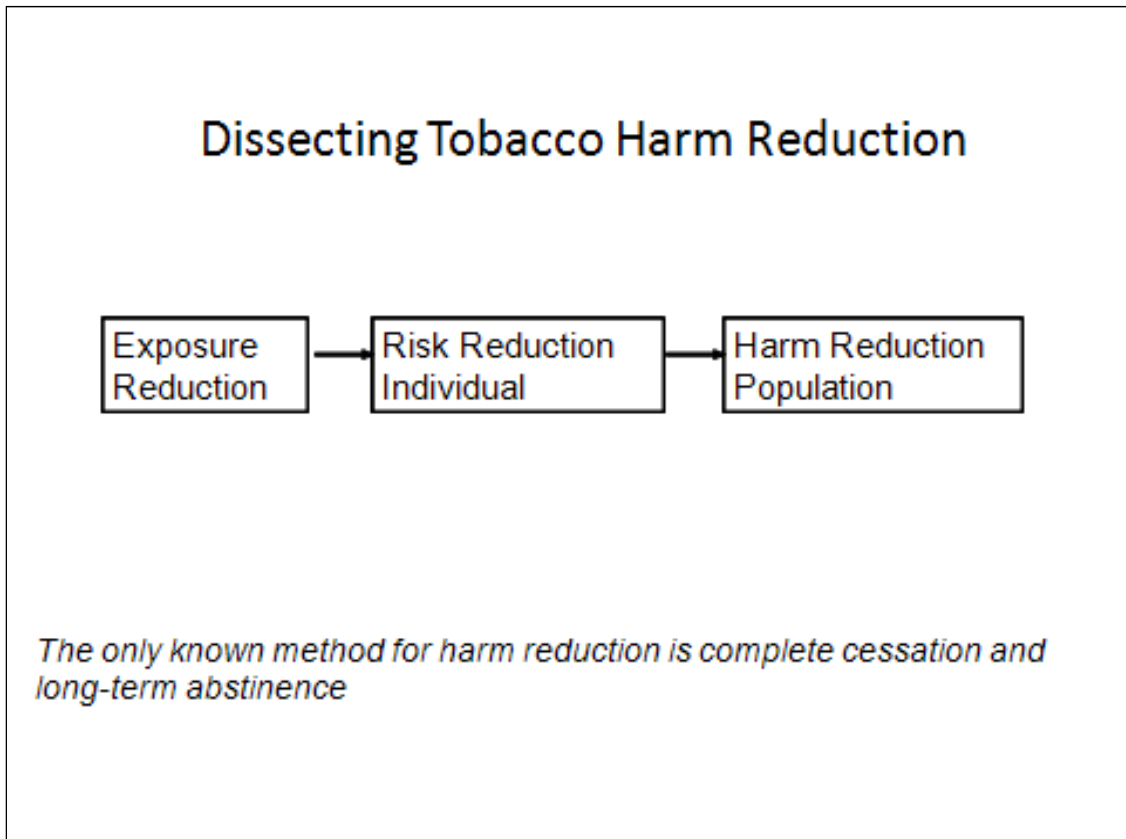 Dissecting Tobacco Harm Reduction
Exposure
Reduction
Risk Reduction
Individual
Harm Reduction
Population
The only known method for harm reduction is complete cessation and
long-term abstinence